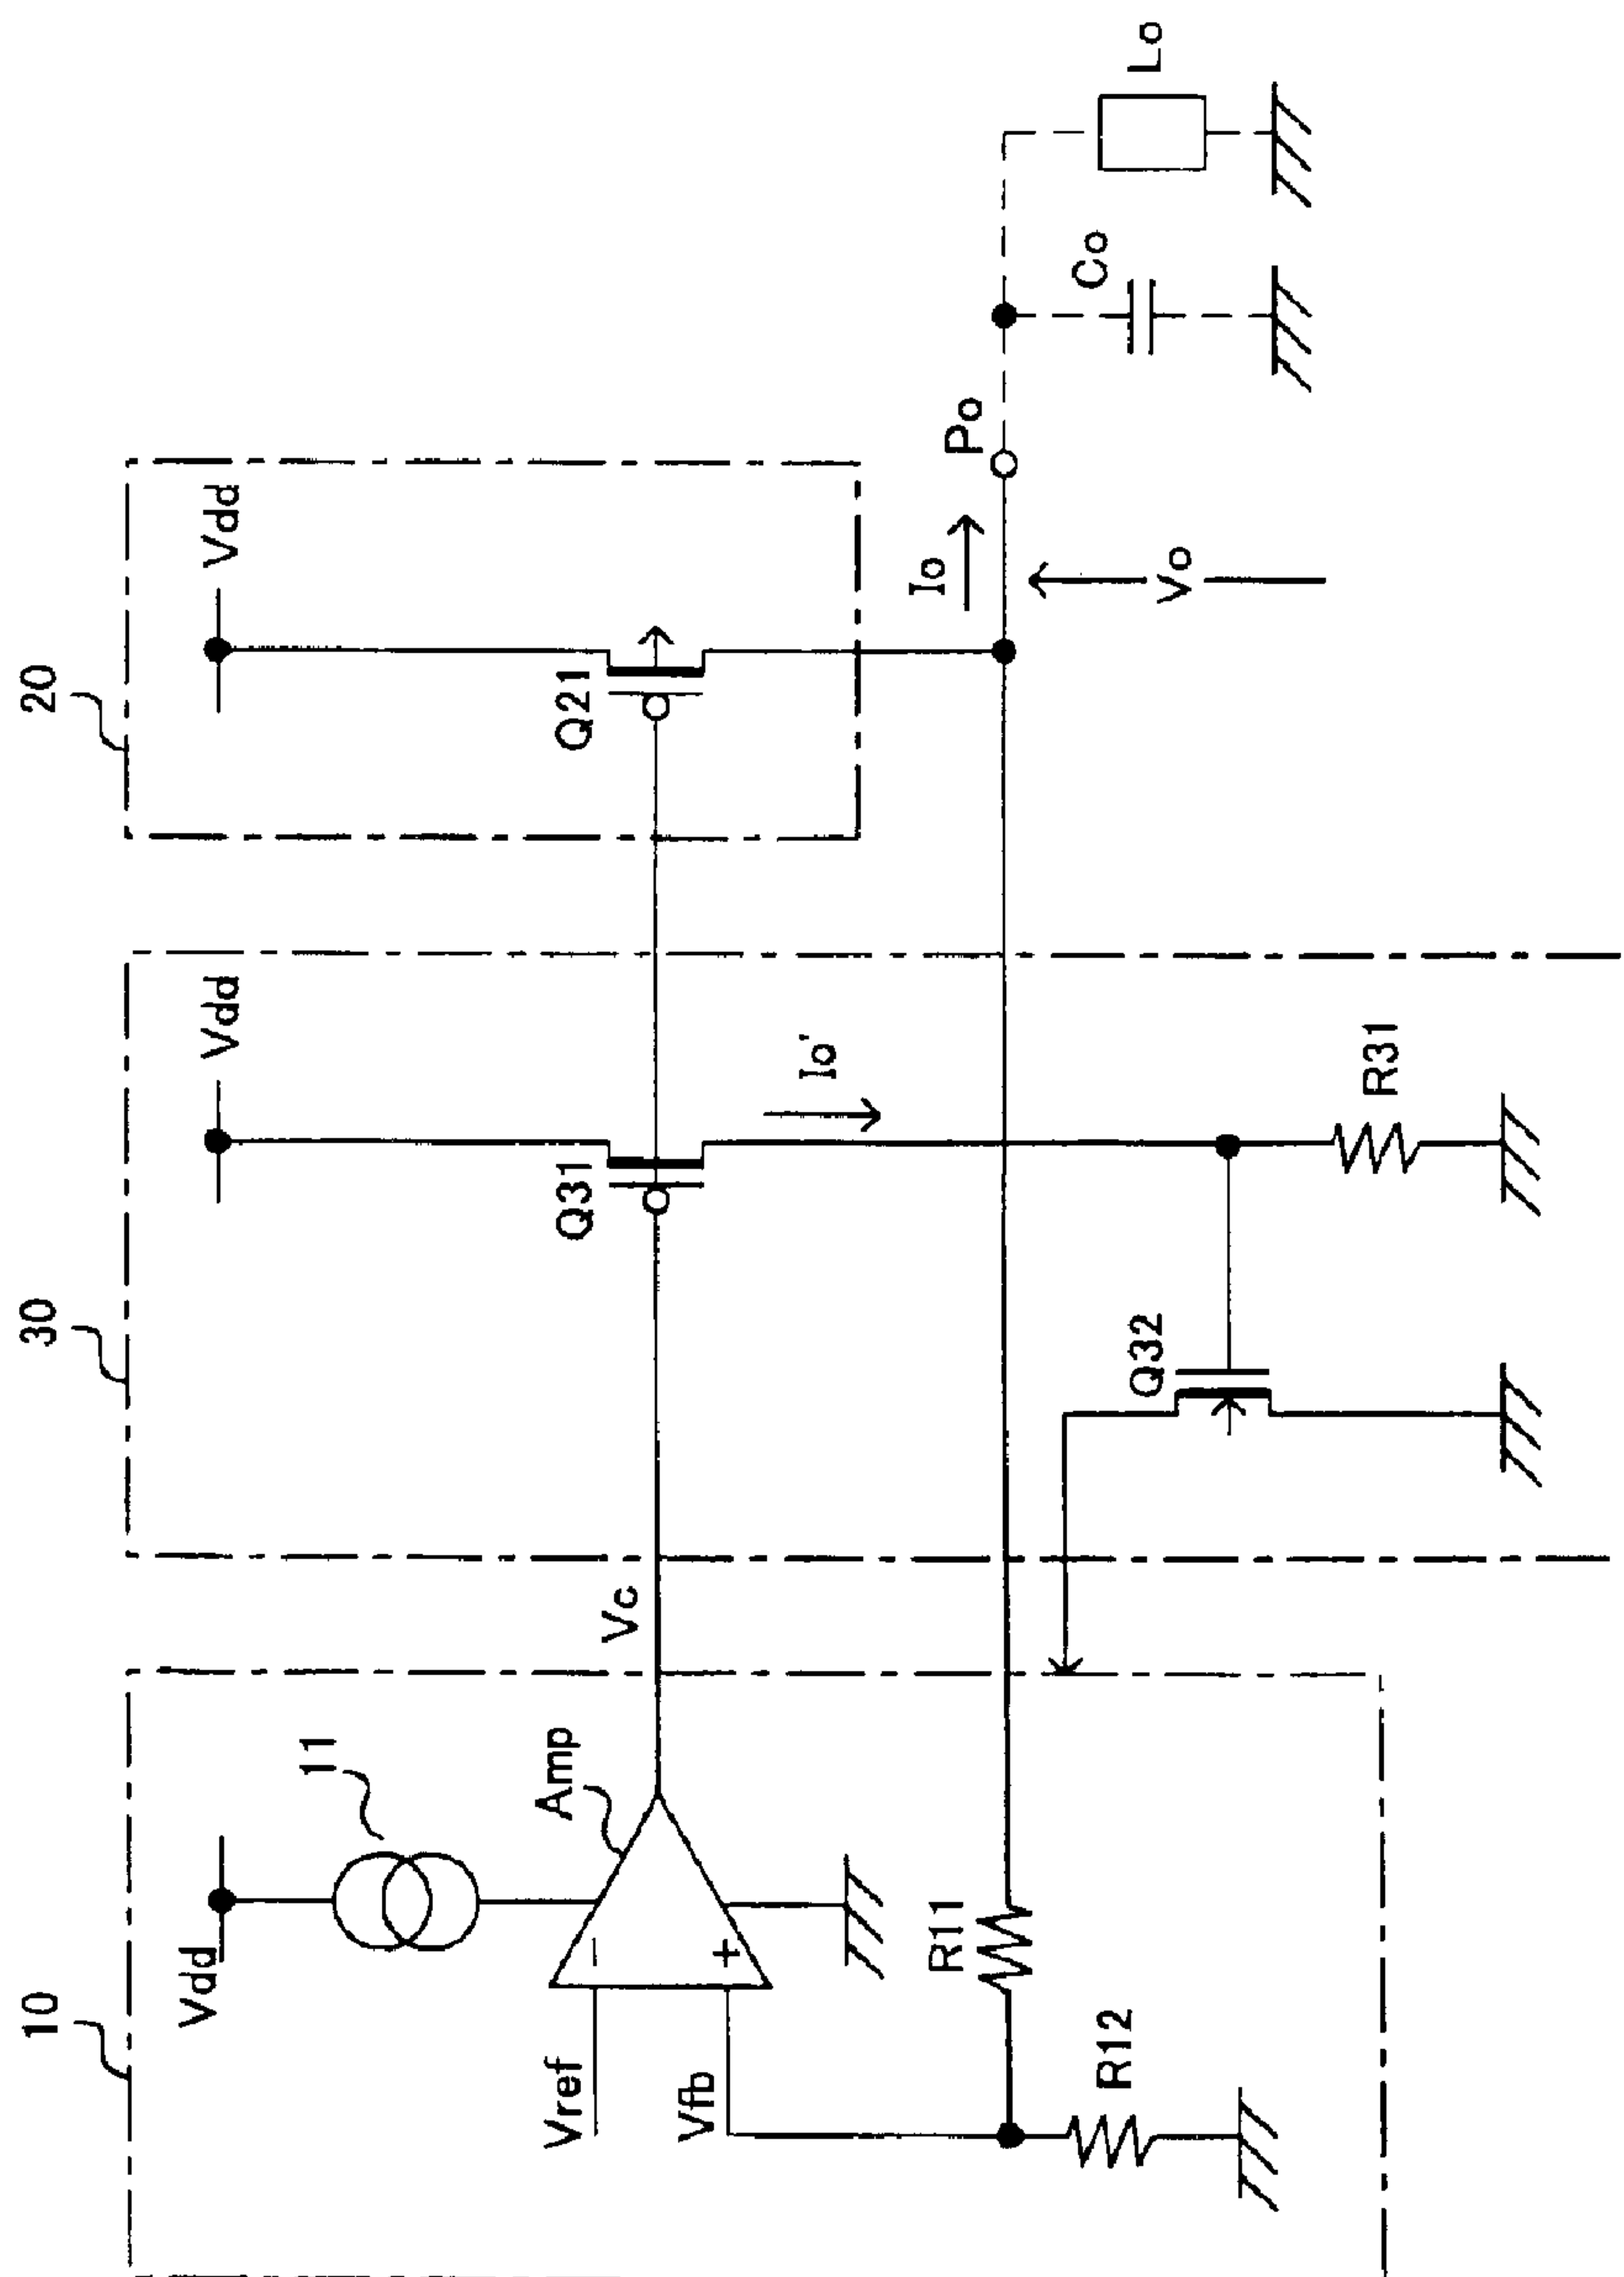 10
30
20
Vdd
11
Amp
Vref
Vfb
R11
R12
Vc
Vdd
Q31
Io'
Q32
R31
Vdd
Q21
Io
Po
Vo
Co
Lo